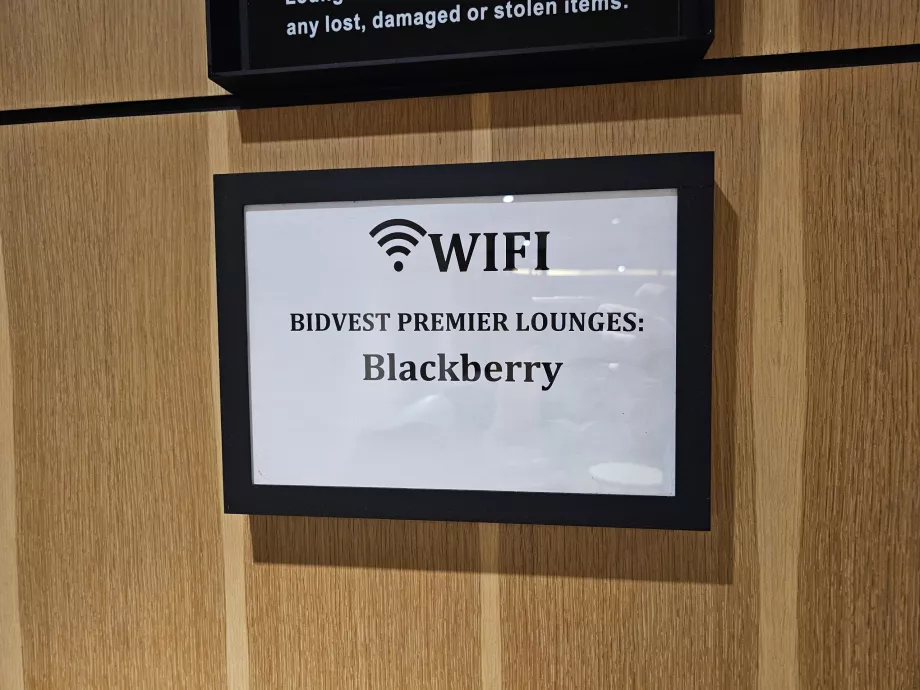 any lost, damaged or stolen items.
WIFI
BIDVEST PREMIER LOUNGES:
Blackberry